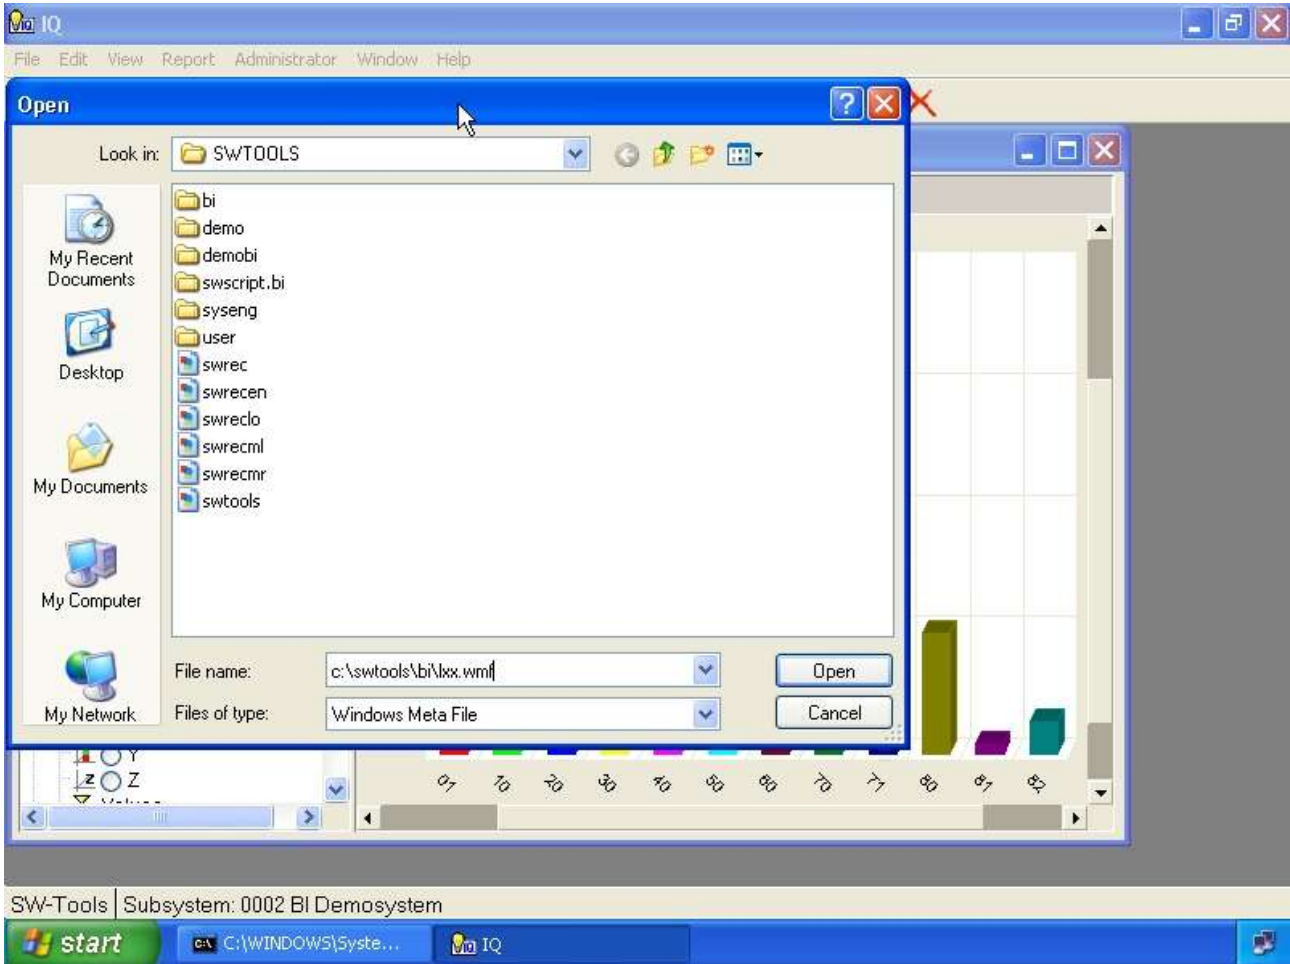 IQ
File Edit View Report Administrator Window Help
Open
Look in: SWTOOLS
My Recent Documents
Desktop
My Documents
My Computer
My Network
bi
demo
demobi
swscript.bi
syseng
user
swrec
swrecen
swreclo
swrecml
swrecmr
swtools
File name: c:\swtools\bi\lxx.wmf
Open
Files of type: Windows Meta File
Cancel
Y
Z
Values
01 10 20 30 40 50 60 70 71 80 81 82
SW-Tools Subsystem: 0002 BI Demosystem
start C:\WINDOWS\Syste... IQ